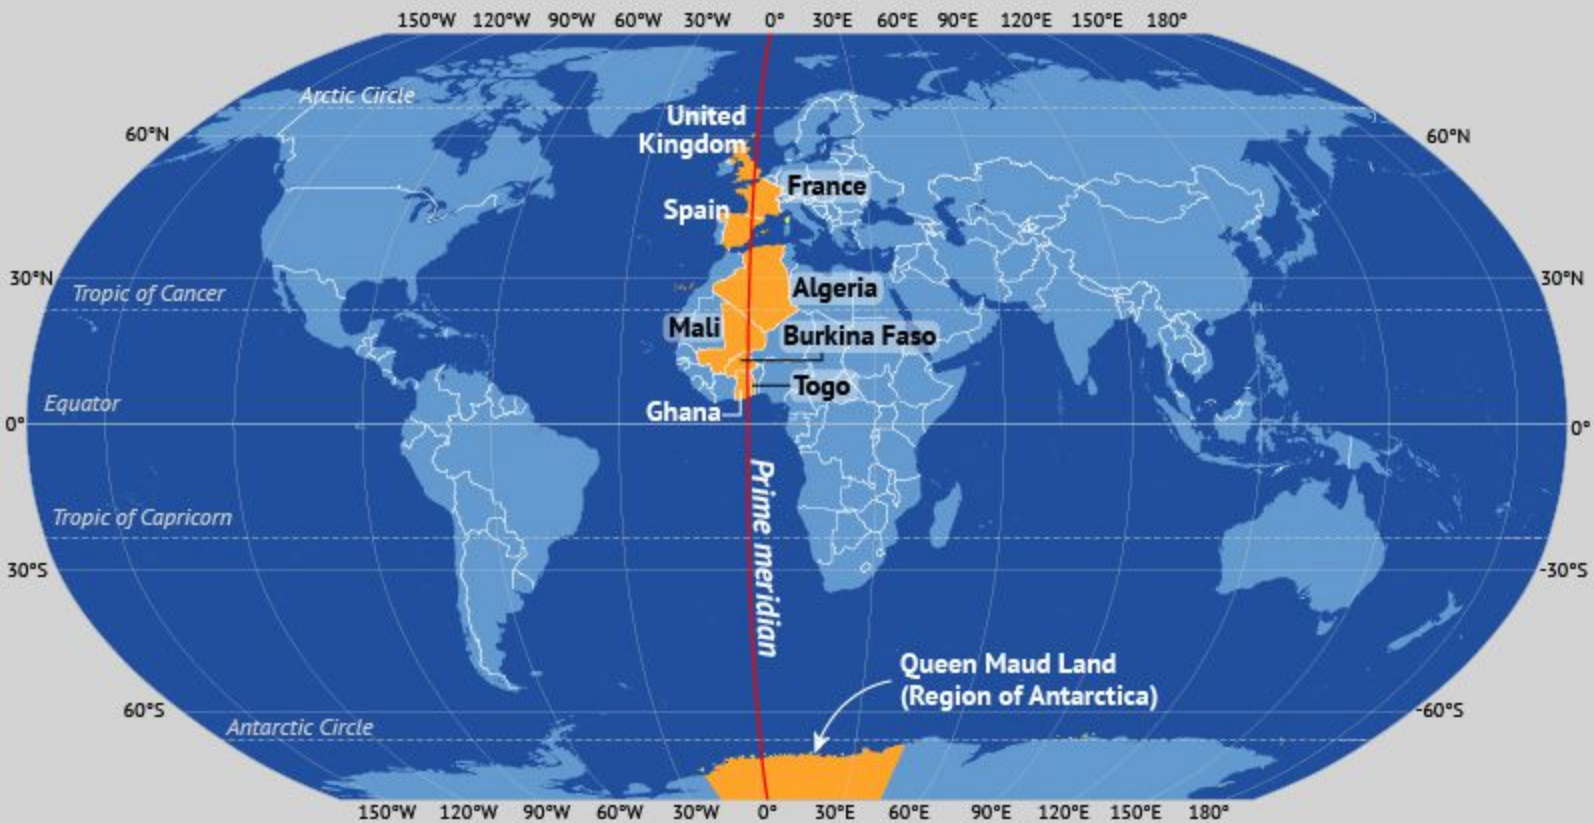 150°W 120°W 90°W 60°W 30°W 0° 30°E 60°E 90°E 120°E 150°E 180°
Arctic Circle
United
Kingdom
60°N
60°N
France
Spain
30°N
30°N
Tropic of Cancer
Algeria
Mali
Burkina Faso
Togo
Equator
Ghana
0°
0°
Prime meridian
Tropic of Capricorn
30°S
-30°S
Queen Maud Land
(Region of Antarctica)
60°S
-60°S
Antarctic Circle
150°W 120°W 90°W 60°W 30°W 0° 30°E 60°E 90°E 120°E 150°E 180°